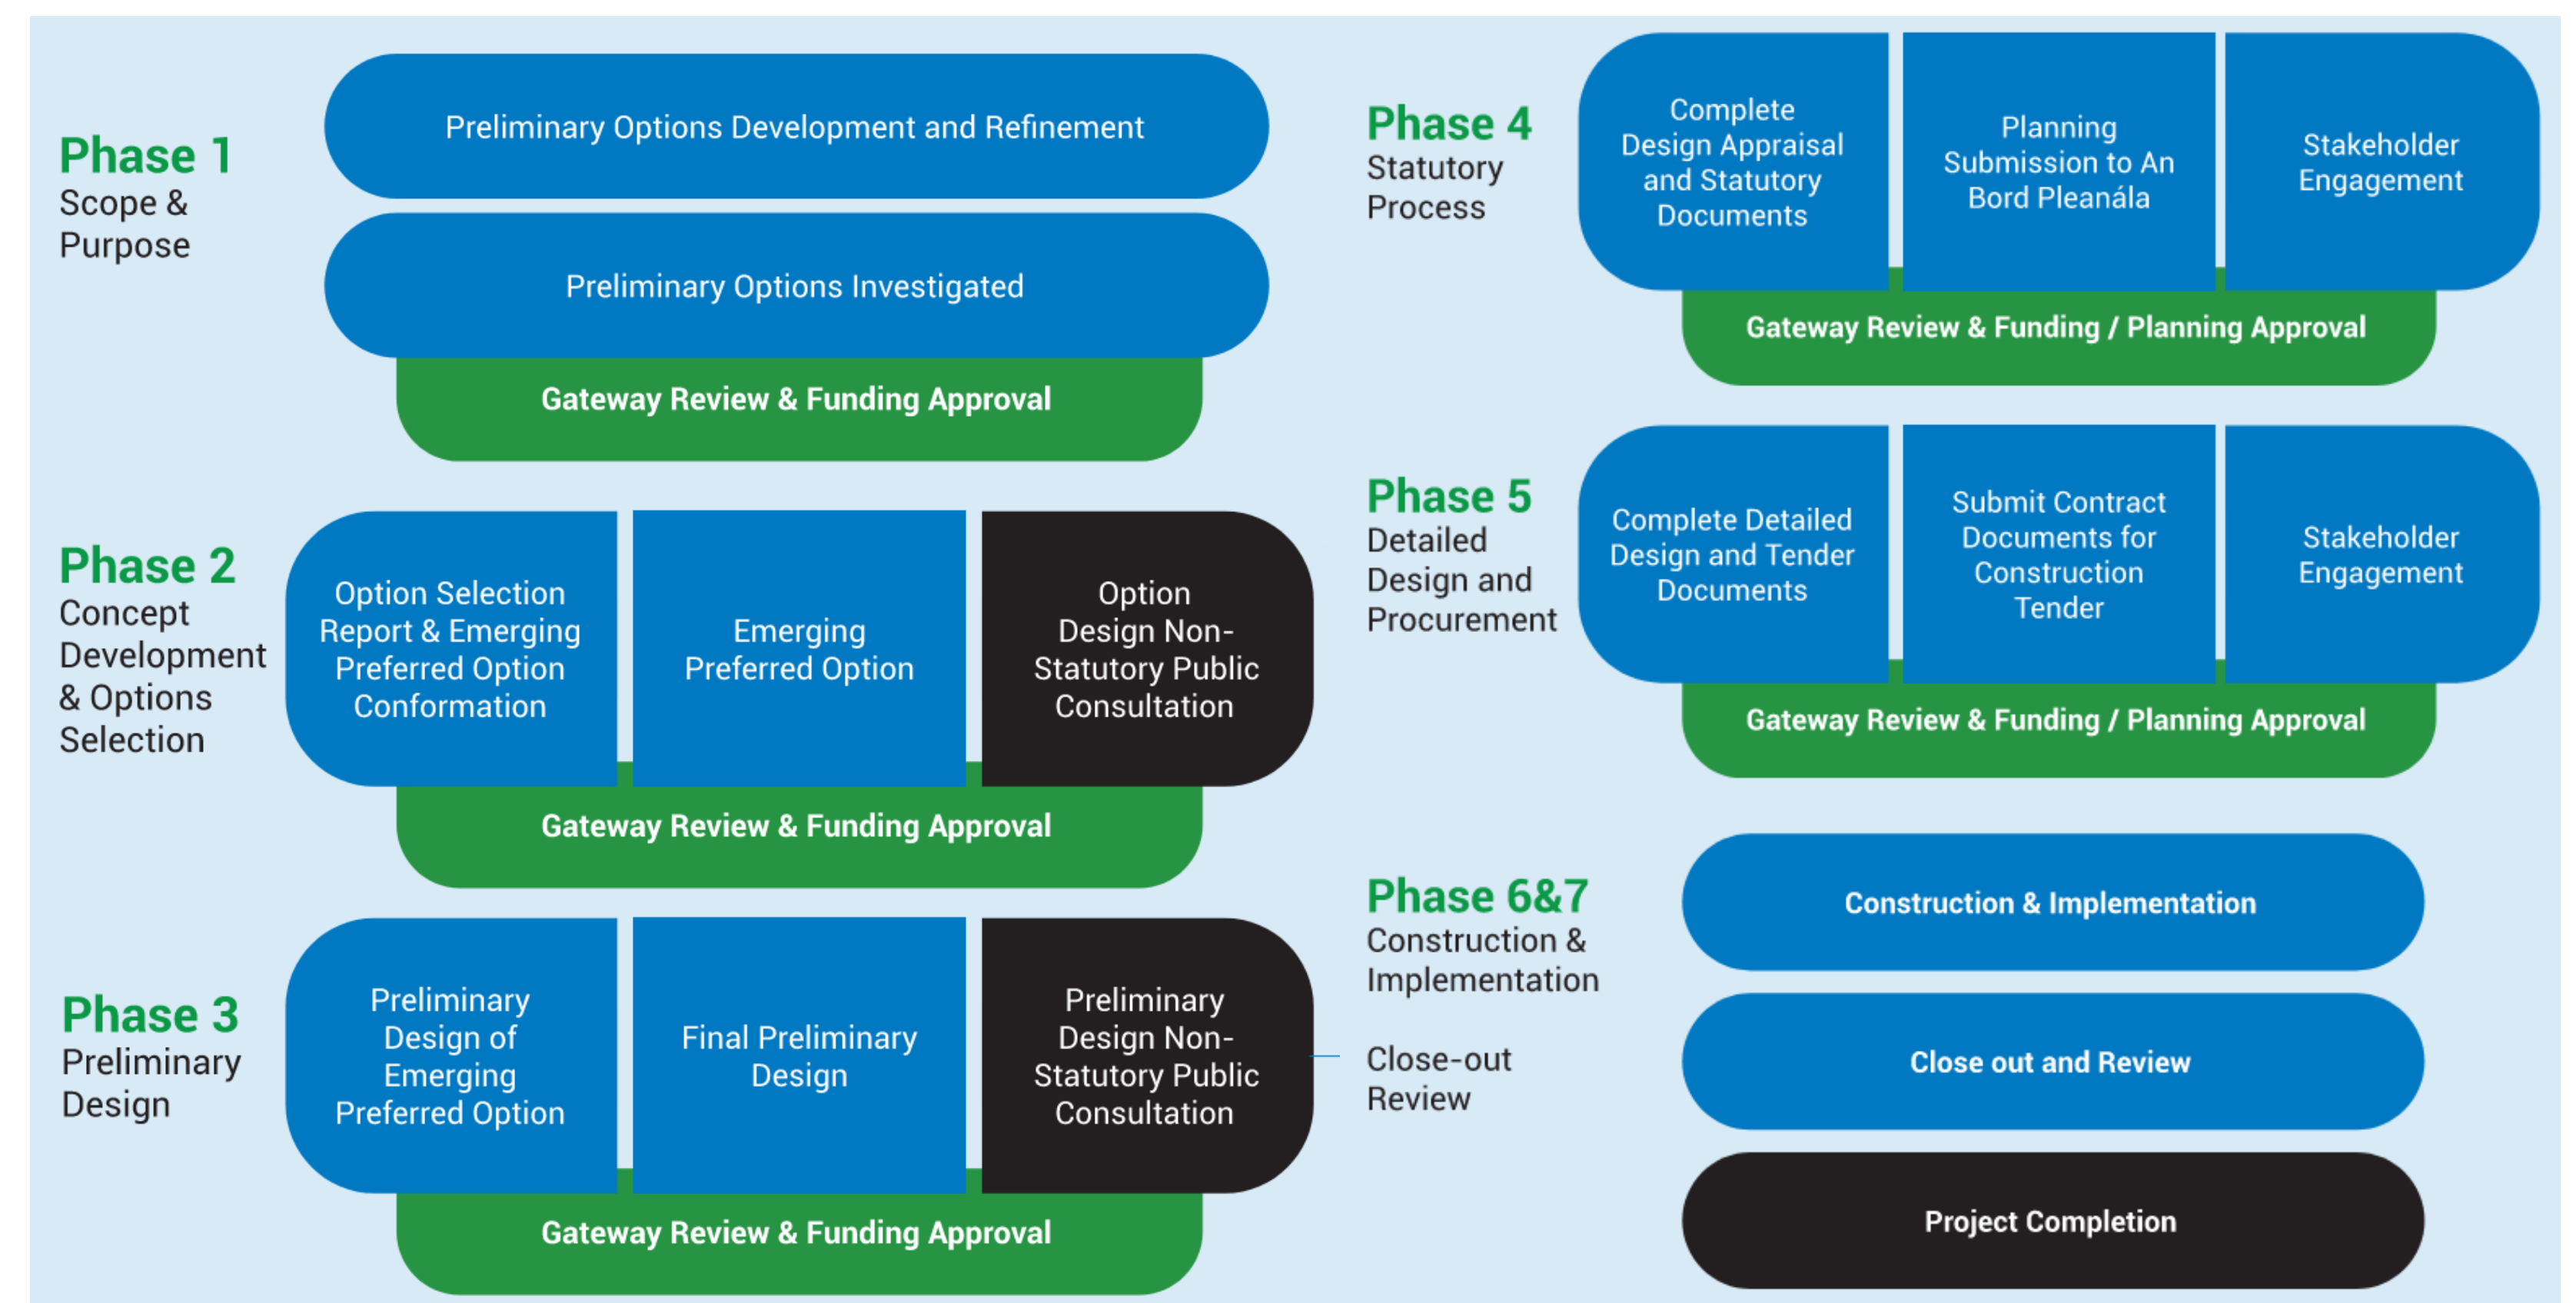 Phase 1
Scope &
Purpose
Preliminary Options Development and Refinement
Preliminary Options Investigated
Gateway Review & Funding Approval
Phase 2
Concept
Development
& Options
Selection
Option Selection
Report & Emerging
Preferred Option
Conformation
Emerging
Preferred Option
Option
Design Non-
Statutory Public
Consultation
Gateway Review & Funding Approval
Phase 3
Preliminary
Design
Preliminary
Design of
Emerging
Preferred Option
Final Preliminary
Design
Preliminary
Design Non-
Statutory Public
Consultation
Gateway Review & Funding Approval
Phase 4
Statutory
Process
Complete
Design Appraisal
and Statutory
Documents
Planning
Submission to An
Bord Pleanála
Stakeholder
Engagement
Gateway Review & Funding / Planning Approval
Phase 5
Detailed
Design and
Procurement
Complete Detailed
Design and Tender
Documents
Submit Contract
Documents for
Construction
Tender
Stakeholder
Engagement
Gateway Review & Funding / Planning Approval
Phase 6&7
Construction &
Implementation
Close-out
Review
Construction & Implementation
Close out and Review
Project Completion